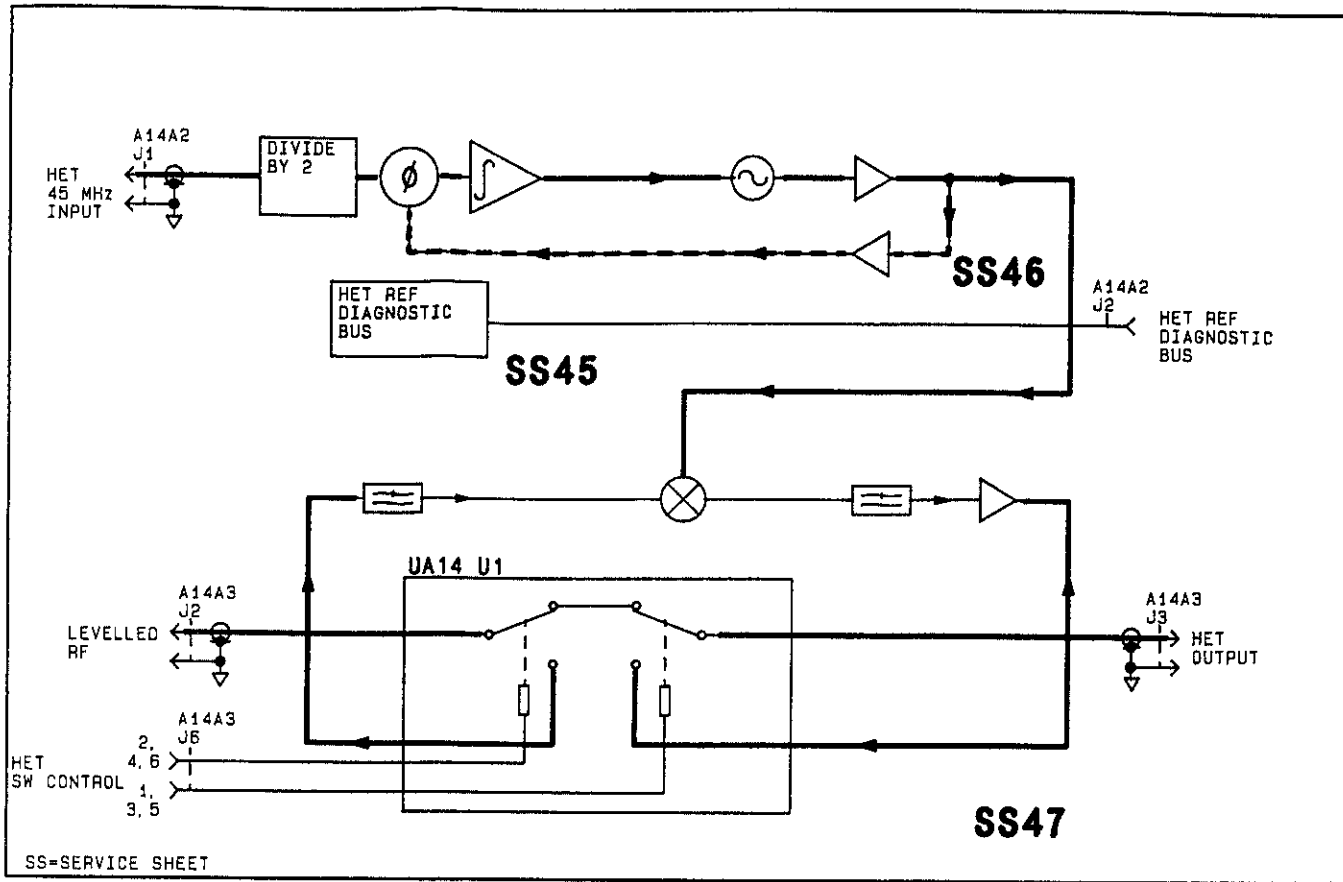 A14A2
J1
HET
45 MHz
INPUT
DIVIDE
BY 2
ϕ
∫
SS46
HET REF
DIAGNOSTIC
BUS
SS45
A14A2
J2
HET REF
DIAGNOSTIC
BUS
UA14 U1
A14A3
J2
LEVELLED
RF
A14A3
J3
HET
OUTPUT
A14A3
J6
HET
SW CONTROL
2,
4,6
1,
3,5
SS47
SS=SERVICE SHEET